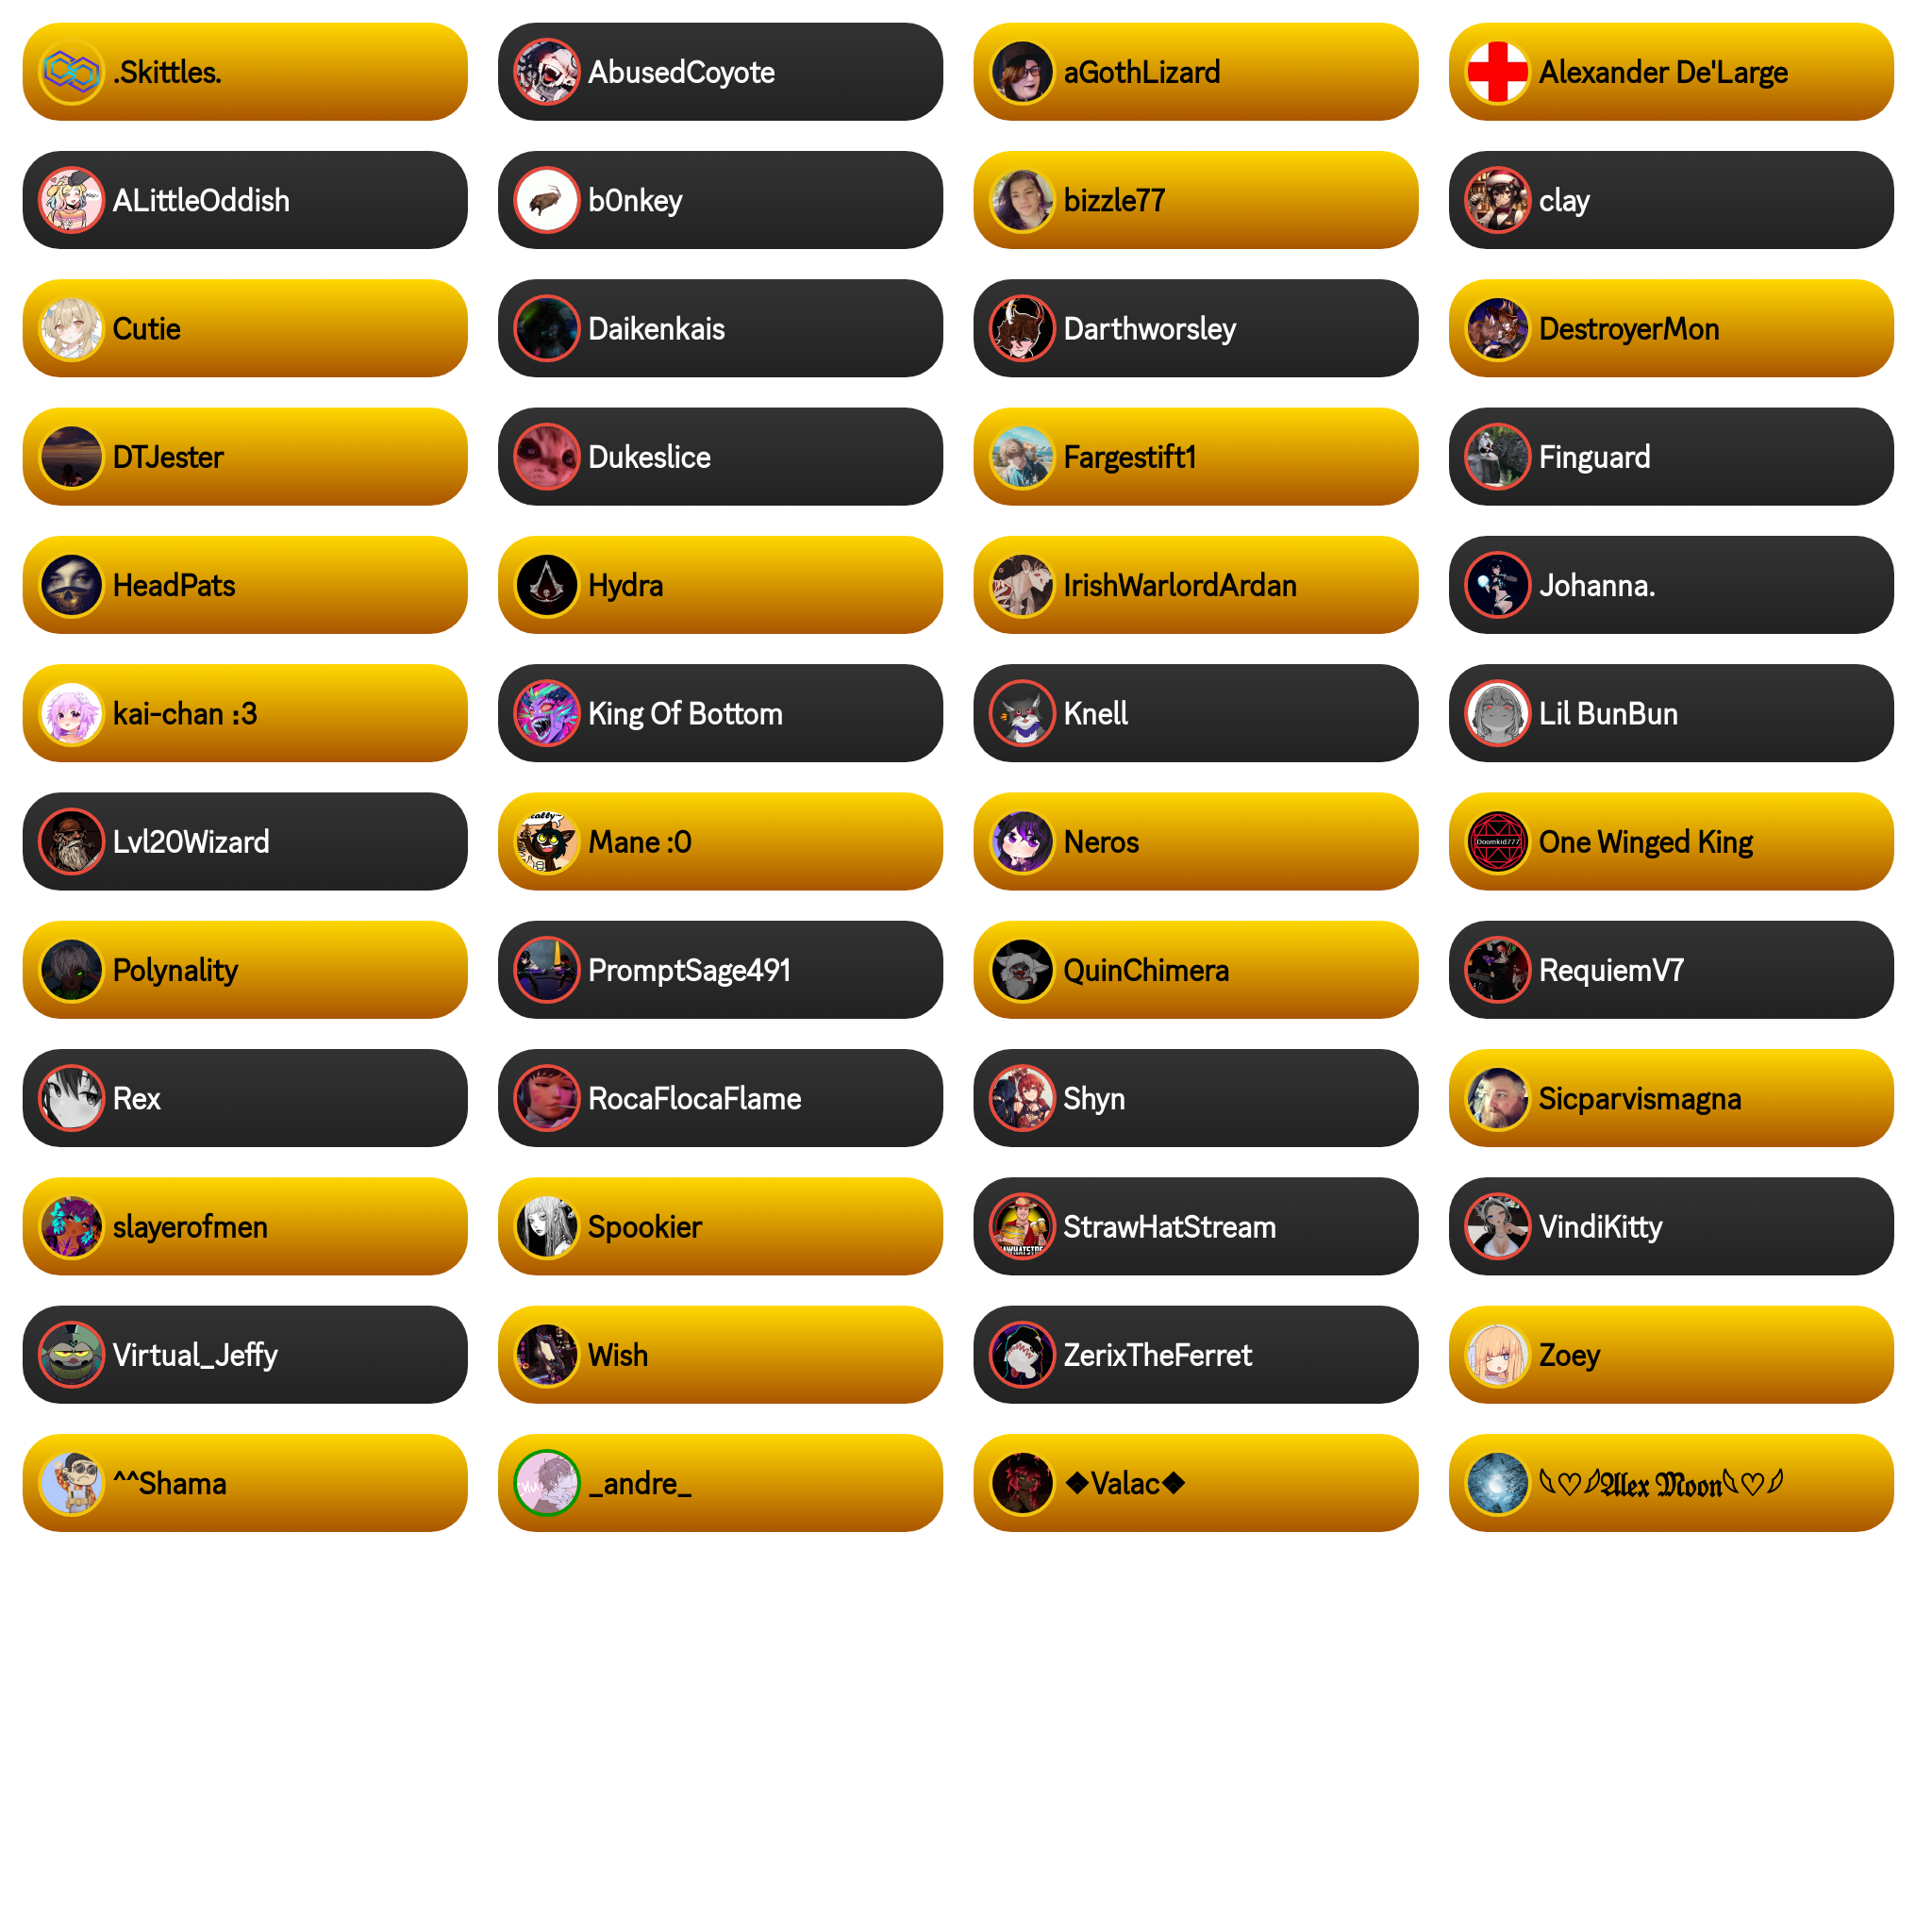 .Skittles.
AbusedCoyote
aGothLizard
Alexander De'Large
ALittleOddish
b0nkey
bizzle77
clay
Cutie
Daikenkais
Darthworsley
DestroyerMon
DTJester
Dukeslice
Fargestift1
Finguard
HeadPats
Hydra
IrishWarlordArdan
Johanna.
kai-chan :3
King Of Bottom
Knell
Lil BunBun
Lvl20Wizard
Mane :0
Neros
Doomkid777
One Winged King
Polynality
PromptSage491
QuinChimera
RequiemV7
Rex
RocaFlocaFlame
Shyn
Sicparvismagna
slayerofmen
Spookier
StrawHatStream
VindiKitty
Virtual_Jeffy
Wish
ZerixTheFerret
Zoey
^^Shama
_andre_
◆Valac◆
𓆩♡𓆪𝕬𝖑𝖊𝖝 𝕸𝖔𝖔𝖓𓆩♡𓆪